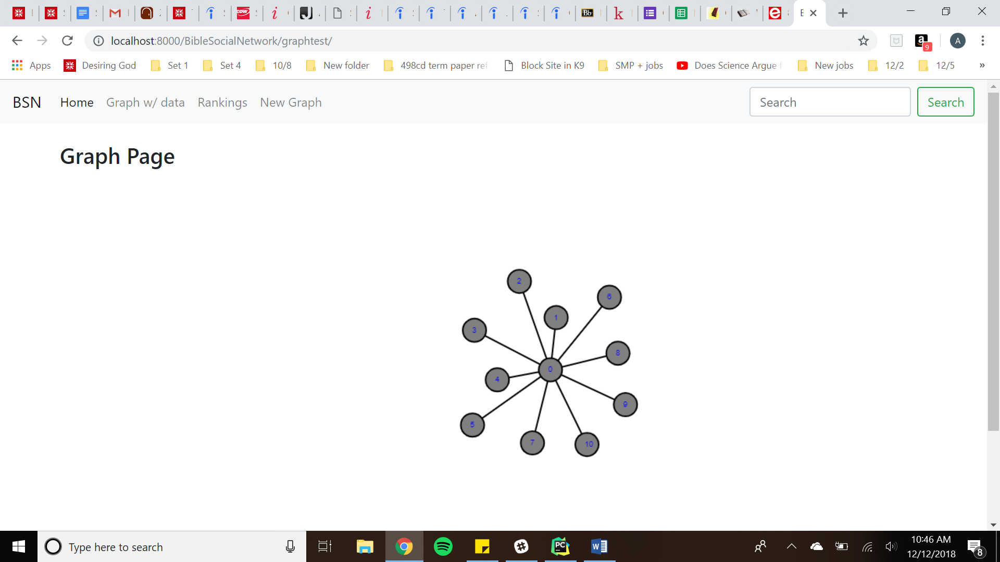 localhost:8000/BibleSocialNetwork/graphtest/
A
9
Apps Desiring God Set 1 Set 4 10/8 New folder 498cd term paper ref Block Site in K9 SMP + jobs Does Science Argue f New jobs 12/2 12/5 »
BSN Home Graph w/ data Rankings New Graph Search Search
Graph Page
2
6
1
3
8
0
4
9
5
7
10
Type here to search
10:46 AM
12/12/2018
8